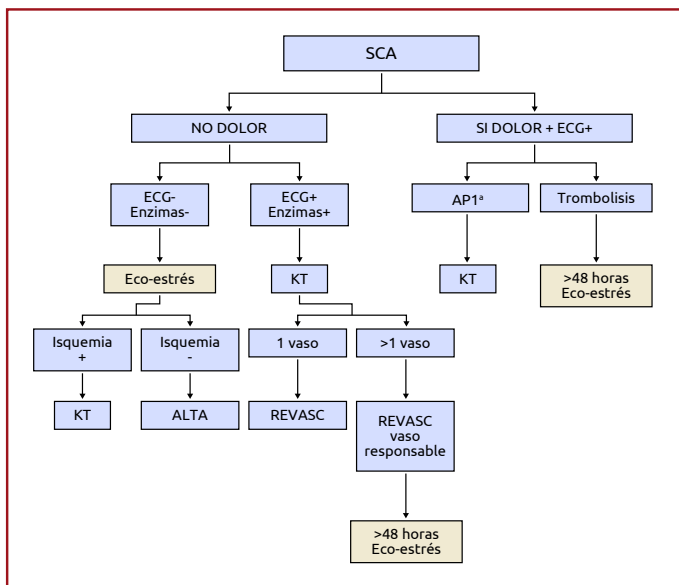 SCA
NO DOLOR
SI DOLOR + ECG+
ECG-
Enzimas-
ECG+
Enzimas+
AP1ª
Trombolisis
Eco-estrés
KT
KT
>48 horas
Eco-estrés
Isquemia
+
Isquemia
-
1 vaso
>1 vaso
KT
ALTA
REVASC
REVASC
vaso
responsable
>48 horas
Eco-estrés